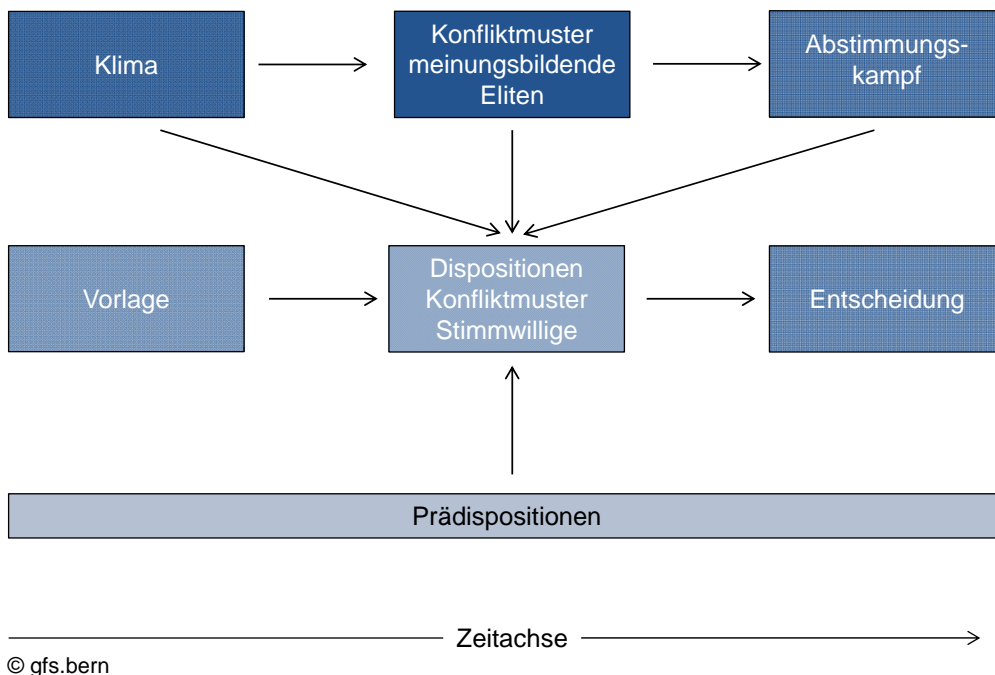 Klima
Konfliktmuster
meinungsbildende
Eliten
Abstimmungs-
kampf
Vorlage
Dispositionen
Konfliktmuster
Stimmwillige
Entscheidung
Prädispositionen
Zeitachse
© gfs.bern